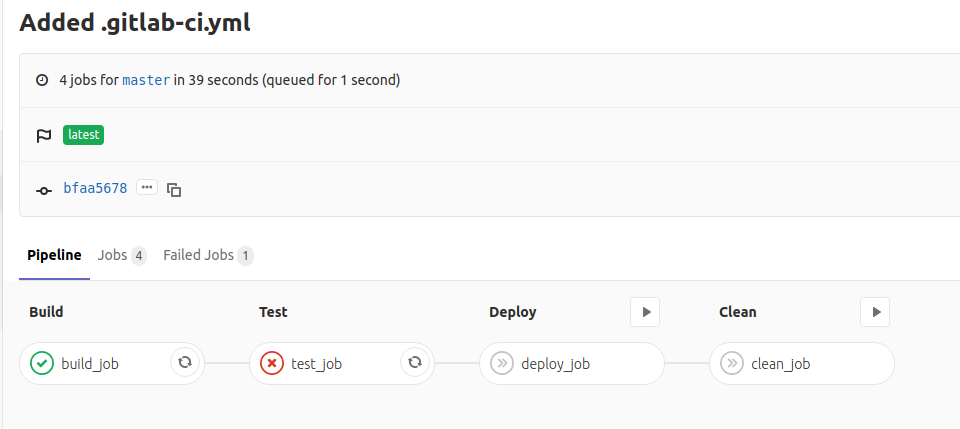 Added .gitlab-ci.yml
4 jobs for master in 39 seconds (queued for 1 second)
latest
bfaa5678
Pipeline Jobs 4 Failed Jobs 1
Build Test Deploy Clean
build_job test_job deploy_job clean_job